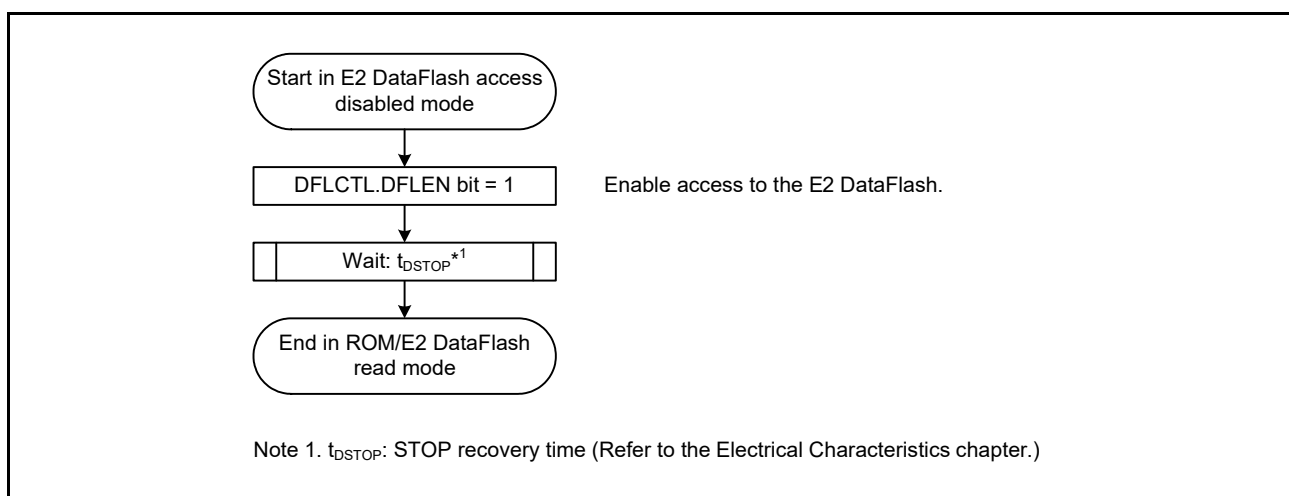 Start in E2 DataFlash access
disabled mode
DFLCTL.DFLEN bit = 1
Enable access to the E2 DataFlash.
Wait: tDSTOP*1
End in ROM/E2 DataFlash
read mode
Note 1. tDSTOP: STOP recovery time (Refer to the Electrical Characteristics chapter.)